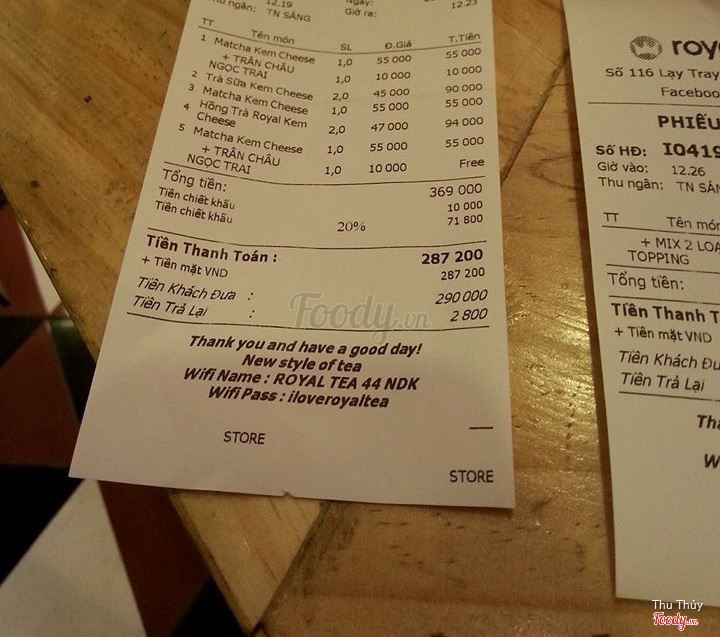 Thu ngân: 12.19 Ngày:
TN SÁNG Giờ ra: 12.23
TT Tên món SL Đ.Giá T.Tiền
1 Matcha Kem Cheese 1,0 55 000 55 000
+ TRÂN CHÂU NGỌC TRAI 1,0 10 000 10 000
2 Trà Sữa Kem Cheese 2,0 45 000 90 000
3 Matcha Kem Cheese 1,0 55 000 55 000
4 Hồng Trà Royal Kem
Cheese 2,0 47 000 94 000
5 Matcha Kem Cheese 1,0 55 000 55 000
+ TRÂN CHÂU
NGỌC TRAI 1,0 10 000 Free
Tổng tiền: 369 000
Tiền chiết khấu 10 000
Tiền chiết khấu 20% 71 800
Tiền Thanh Toán : 287 200
+ Tiền mặt VND 287 200
Tiền Khách Đưa : 290 000
Tiền Trả Lại : 2 800
Thank you and have a good day!
New style of tea
Wifi Name : ROYAL TEA 44 NDK
Wifi Pass : iloveroyaltea
STORE
STORE
Foody.vn
Số 116 Lạy Tray
Faceboo
PHIẾU
Số HĐ: I0419
Giờ vào: 12.26
Thu ngân: TN SÁN
TT Tên món
+ MIX 2 LOẠ
TOPPING
Tổng tiền:
Tiền Thanh T
+ Tiền mặt VND
Tiền Khách Đư
Tiền Trả Lại
Tha
W
Thu Thủy
Foody.vn